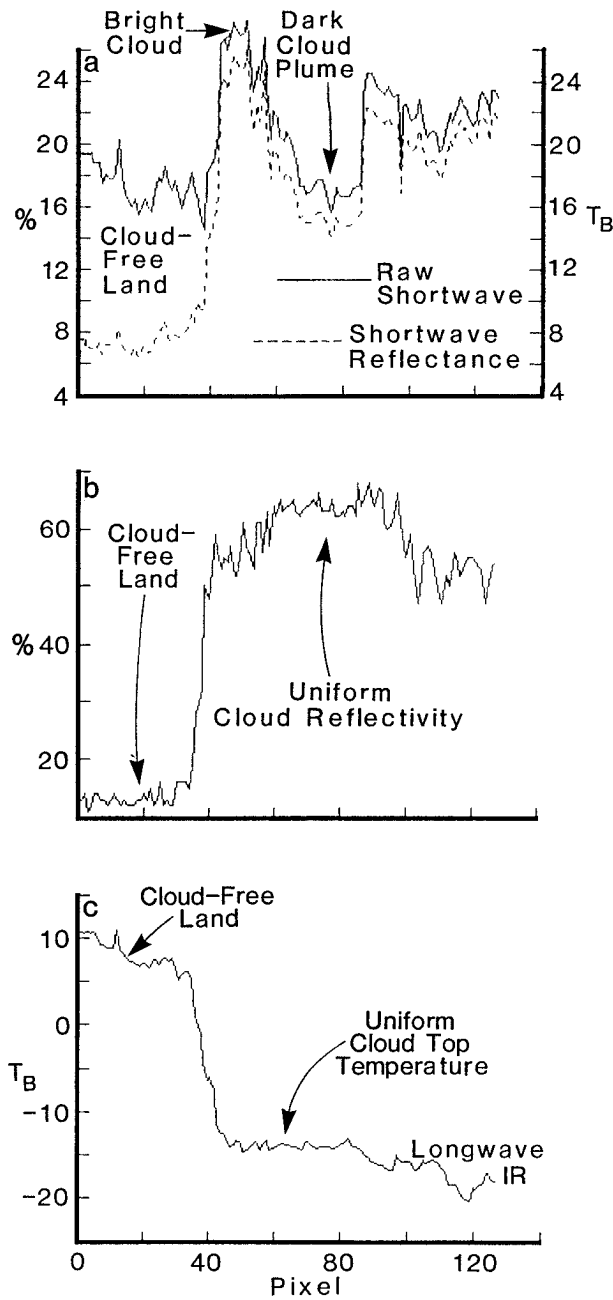 Bright
Cloud
Dark
Cloud
Plume
a
24
20
%
16
12
8
4
24
20
T_B
16
12
8
4
Cloud–
Free
Land
Raw
Shortwave
Shortwave
Reflectance
b
60
%
40
20
Cloud–
Free
Land
Uniform
Cloud Reflectivity
c
10
0
T_B
–10
–20
Cloud–Free
Land
Uniform
Cloud Top
Temperature
Longwave
IR
0 40 80 120
Pixel